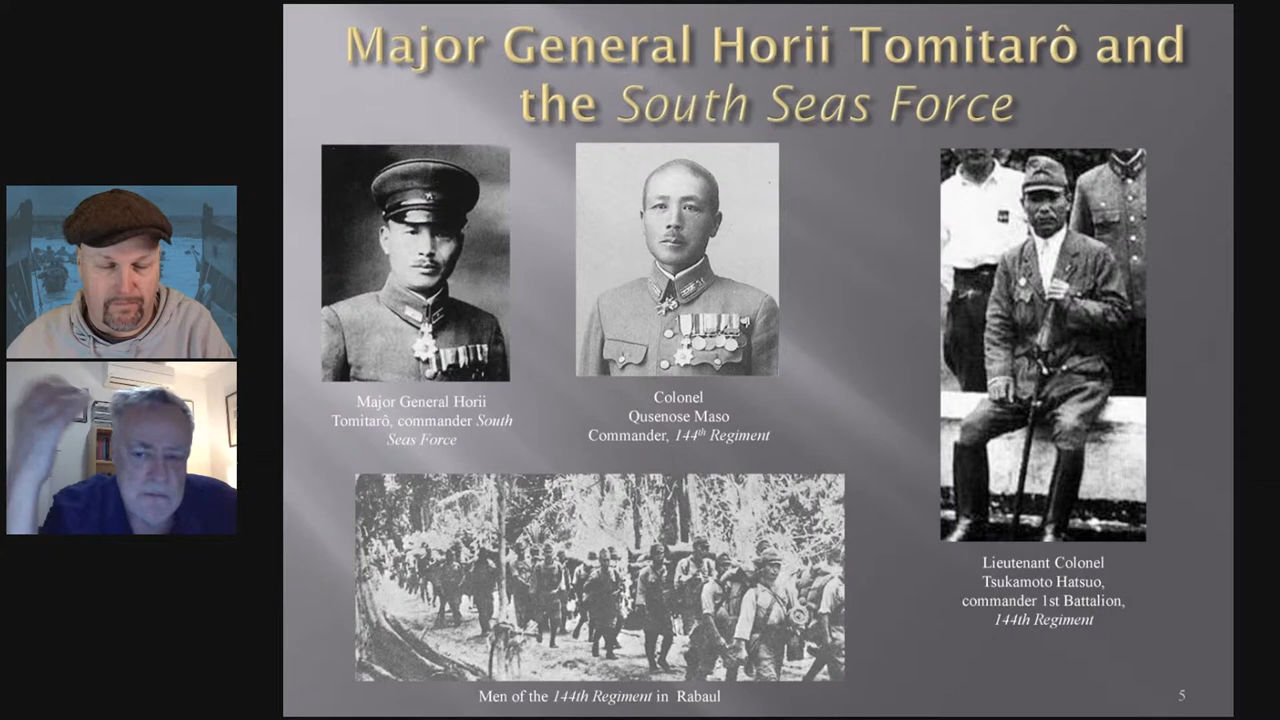 Major General Horii Tomitarô and
the South Seas Force
Major General Horii
Tomitarô, commander South
Seas Force
Colonel
Qusenose Maso
Commander, 144th Regiment
Lieutenant Colonel
Tsukamoto Hatsuo,
commander 1st Battalion,
144th Regiment
Men of the 144th Regiment in Rabaul
5